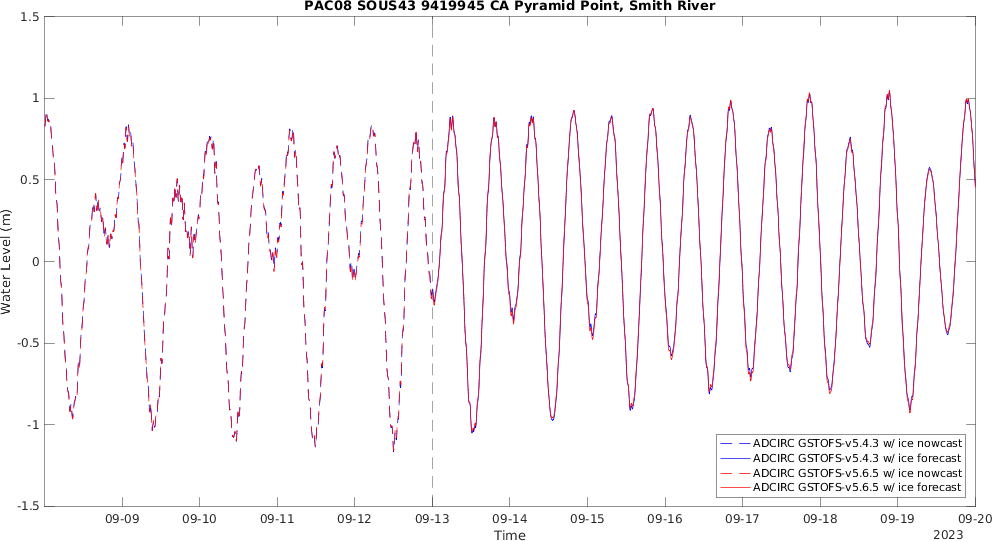 PAC08 SOUS43 9419945 CA Pyramid Point, Smith River
1.5
1
0.5
0
-0.5
-1
-1.5
Water Level (m)
09-09 09-10 09-11 09-12 09-13 09-14 09-15 09-16 09-17 09-18 09-19 09-20
Time
2023
ADCIRC GSTOFS-v5.4.3 w/ ice nowcast
ADCIRC GSTOFS-v5.4.3 w/ ice forecast
ADCIRC GSTOFS-v5.6.5 w/ ice nowcast
ADCIRC GSTOFS-v5.6.5 w/ ice forecast